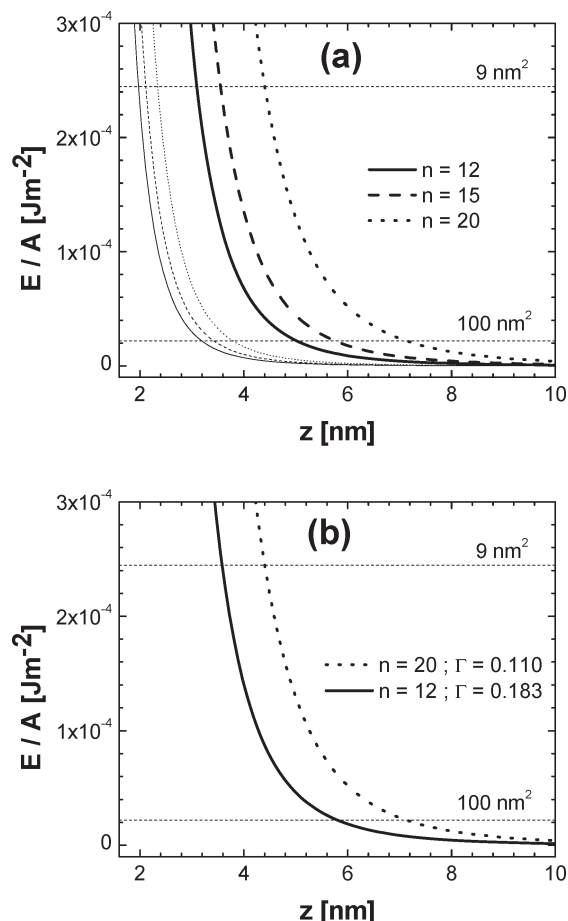 3x10-4
(a)
9 nm2
2x10-4
n = 12
n = 15
n = 20
E / A [Jm-2]
1x10-4
100 nm2
0
2 4 6 8 10
z [nm]
3x10-4
(b)
9 nm2
2x10-4
n = 20 ; Γ = 0.110
n = 12 ; Γ = 0.183
E / A [Jm-2]
1x10-4
100 nm2
0
2 4 6 8 10
z [nm]